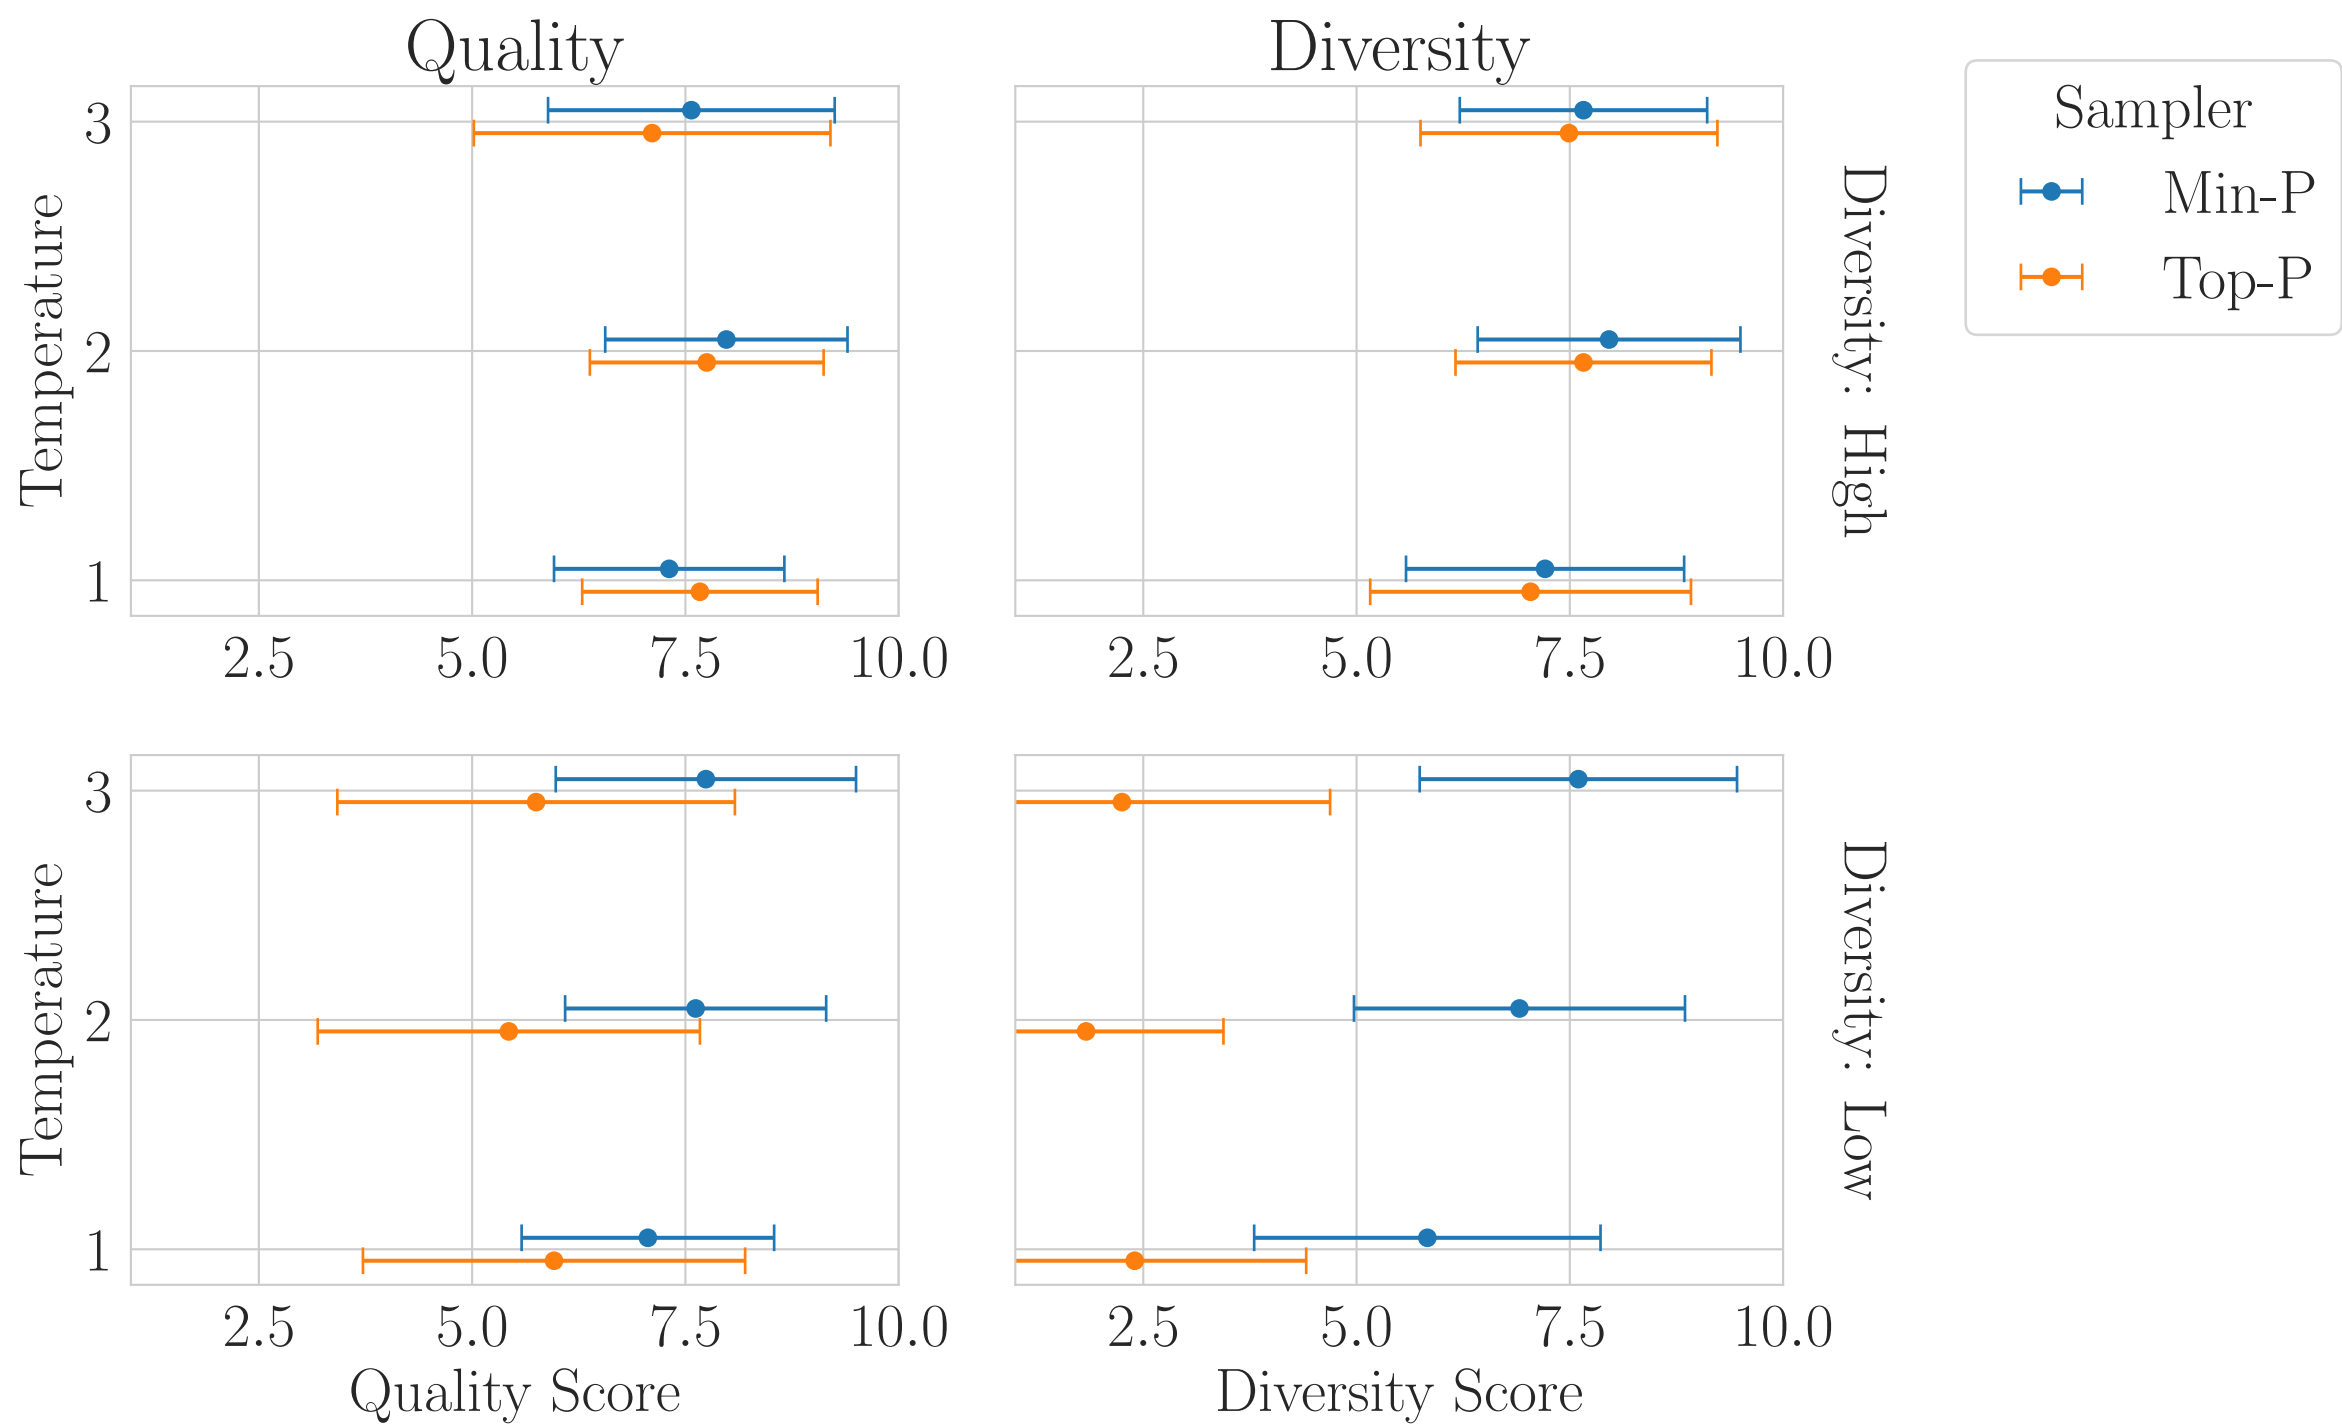 Quality
Diversity
Sampler
Min-P
Top-P
Temperature
3
2
1
2.5 5.0 7.5 10.0
2.5 5.0 7.5 10.0
Diversity: High
Temperature
3
2
1
2.5 5.0 7.5 10.0
Quality Score
2.5 5.0 7.5 10.0
Diversity Score
Diversity: Low